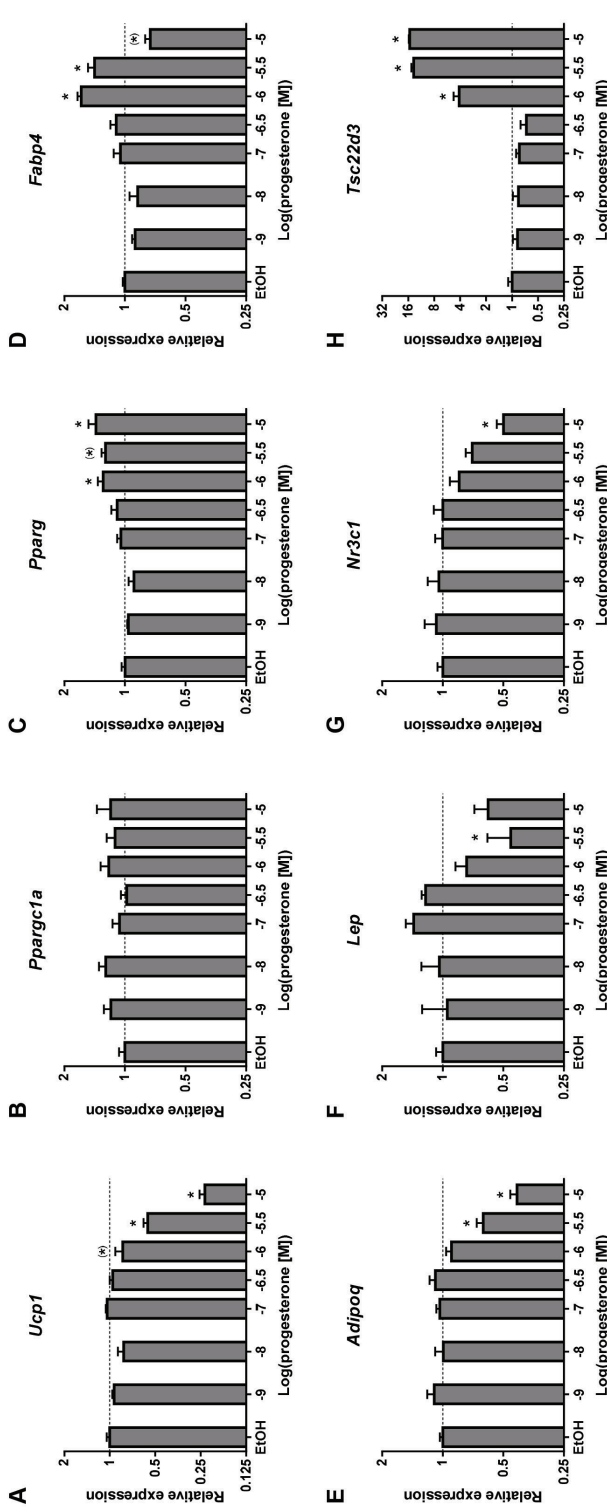 A
Ucp1
Relative expression
2
1
0.5
0.25
0.125
(*)
*
*
EtOH -9 -8 -7 -6.5 -6 -5.5 -5
Log(progesterone [M])
B
Ppargc1a
Relative expression
2
1
0.5
0.25
EtOH -9 -8 -7 -6.5 -6 -5.5 -5
Log(progesterone [M])
C
Pparg
Relative expression
2
1
0.5
0.25
*
(*)
*
EtOH -9 -8 -7 -6.5 -6 -5.5 -5
Log(progesterone [M])
D
Fabp4
Relative expression
2
1
0.5
0.25
*
*
(*)
EtOH -9 -8 -7 -6.5 -6 -5.5 -5
Log(progesterone [M])
E
Adipoq
Relative expression
2
1
0.5
0.25
*
*
EtOH -9 -8 -7 -6.5 -6 -5.5 -5
Log(progesterone [M])
F
Lep
Relative expression
2
1
0.5
0.25
*
EtOH -9 -8 -7 -6.5 -6 -5.5 -5
Log(progesterone [M])
G
Nr3c1
Relative expression
2
1
0.5
0.25
*
EtOH -9 -8 -7 -6.5 -6 -5.5 -5
Log(progesterone [M])
H
Tsc22d3
Relative expression
32
16
8
4
2
1
0.5
0.25
*
*
*
EtOH -9 -8 -7 -6.5 -6 -5.5 -5
Log(progesterone [M])